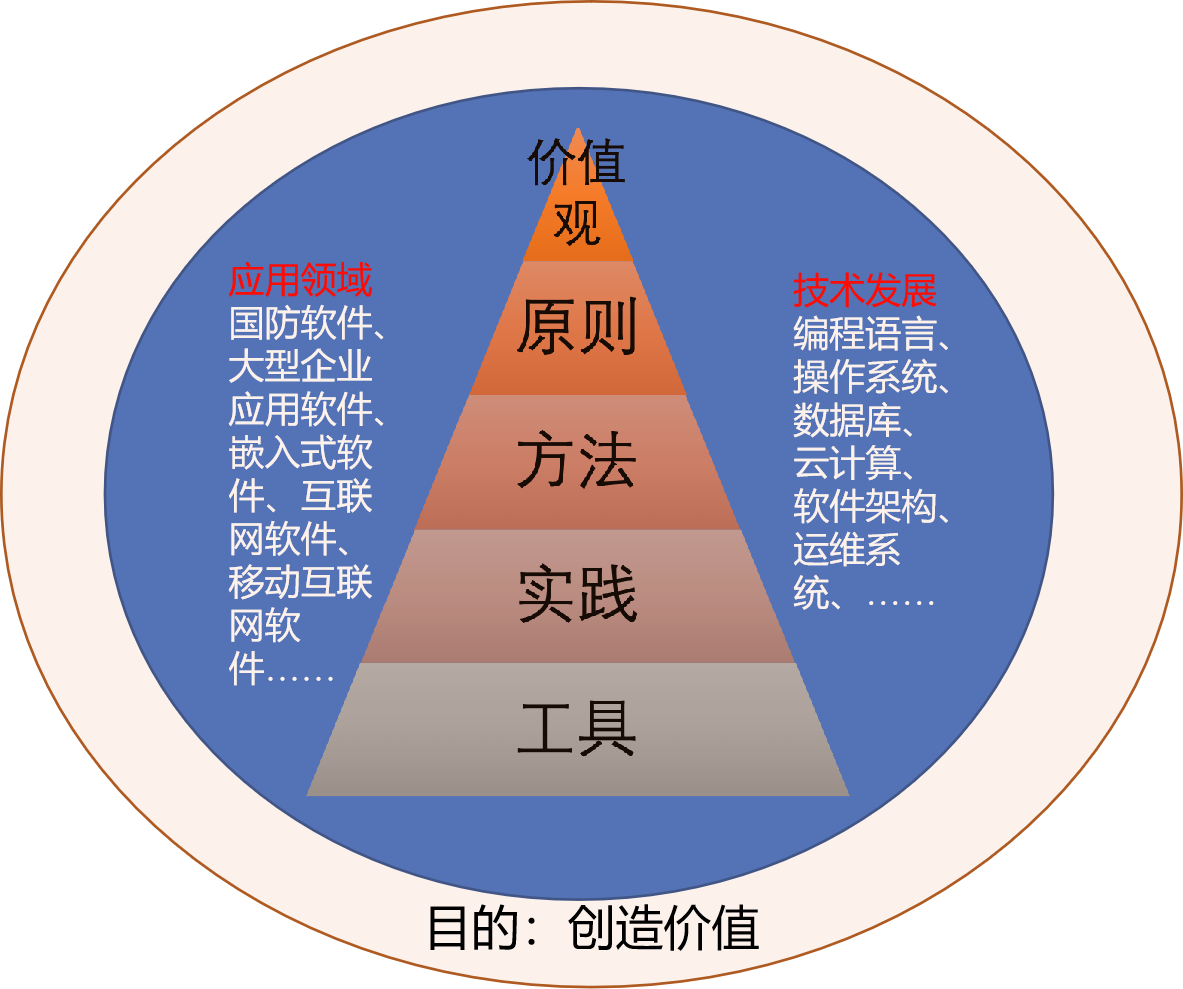 价值
观
原则
方法
实践
工具
应用领域
国防软件、
大型企业
应用软件、
嵌入式软
件、互联
网软件、
移动互联
网软
件……
技术发展
编程语言、
操作系统、
数据库、
云计算、
软件架构、
运维系
统、……
目的：创造价值